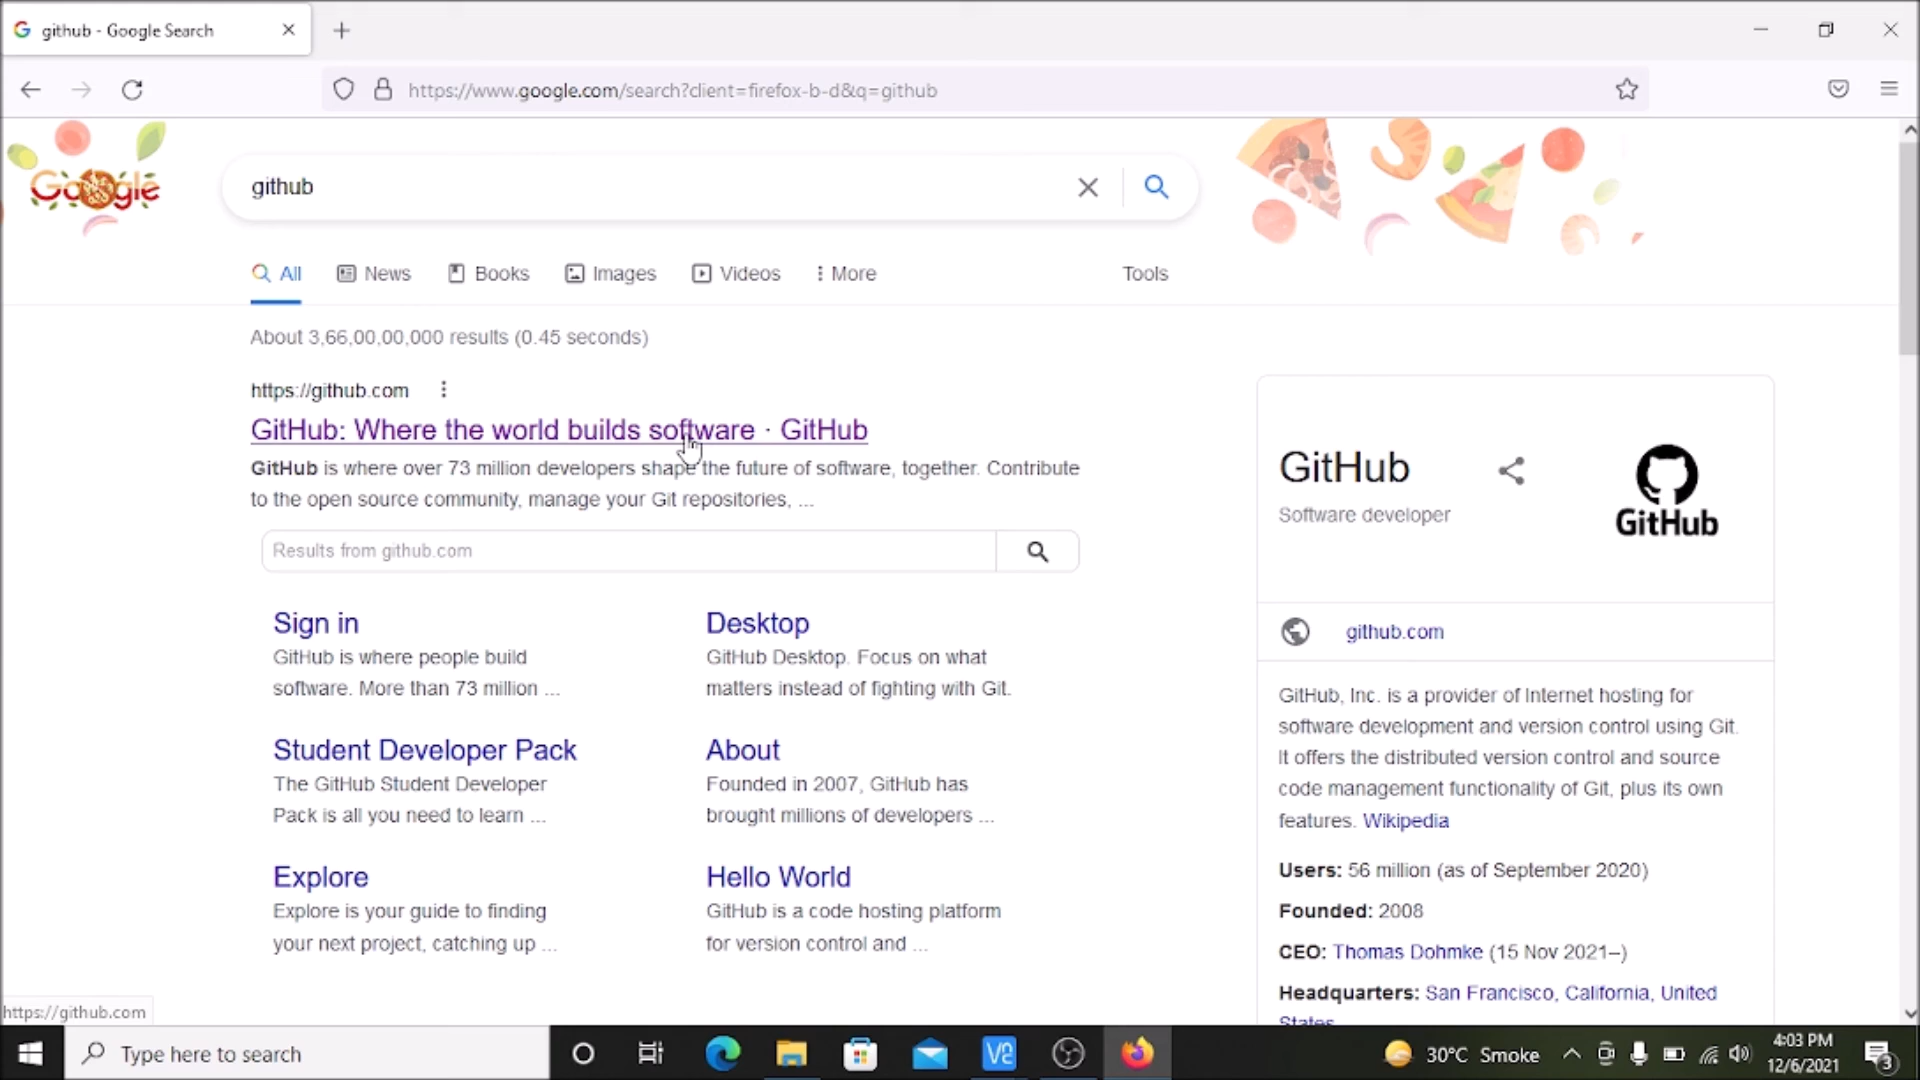 github - Google Search
https://www.google.com/search?client=firefox-b-d&q=github
Google
github
All
News
Books
Images
Videos
More
Tools
About 3,66,00,00,000 results (0.45 seconds)
https://github.com
GitHub: Where the world builds software · GitHub
GitHub is where over 73 million developers shape the future of software, together. Contribute
to the open source community, manage your Git repositories, ...
Results from github.com
Sign in
GitHub is where people build
software. More than 73 million ...
Desktop
GitHub Desktop. Focus on what
matters instead of fighting with Git.
Student Developer Pack
The GitHub Student Developer
Pack is all you need to learn ...
About
Founded in 2007, GitHub has
brought millions of developers ...
Explore
Explore is your guide to finding
your next project, catching up ...
Hello World
GitHub is a code hosting platform
for version control and ...
GitHub
Software developer
GitHub
github.com
GitHub, Inc. is a provider of Internet hosting for
software development and version control using Git.
It offers the distributed version control and source
code management functionality of Git, plus its own
features. Wikipedia
Users: 56 million (as of September 2020)
Founded: 2008
CEO: Thomas Dohmke (15 Nov 2021–)
Headquarters: San Francisco, California, United
States
https://github.com
Type here to search
30°C Smoke
4:03 PM
12/6/2021
3